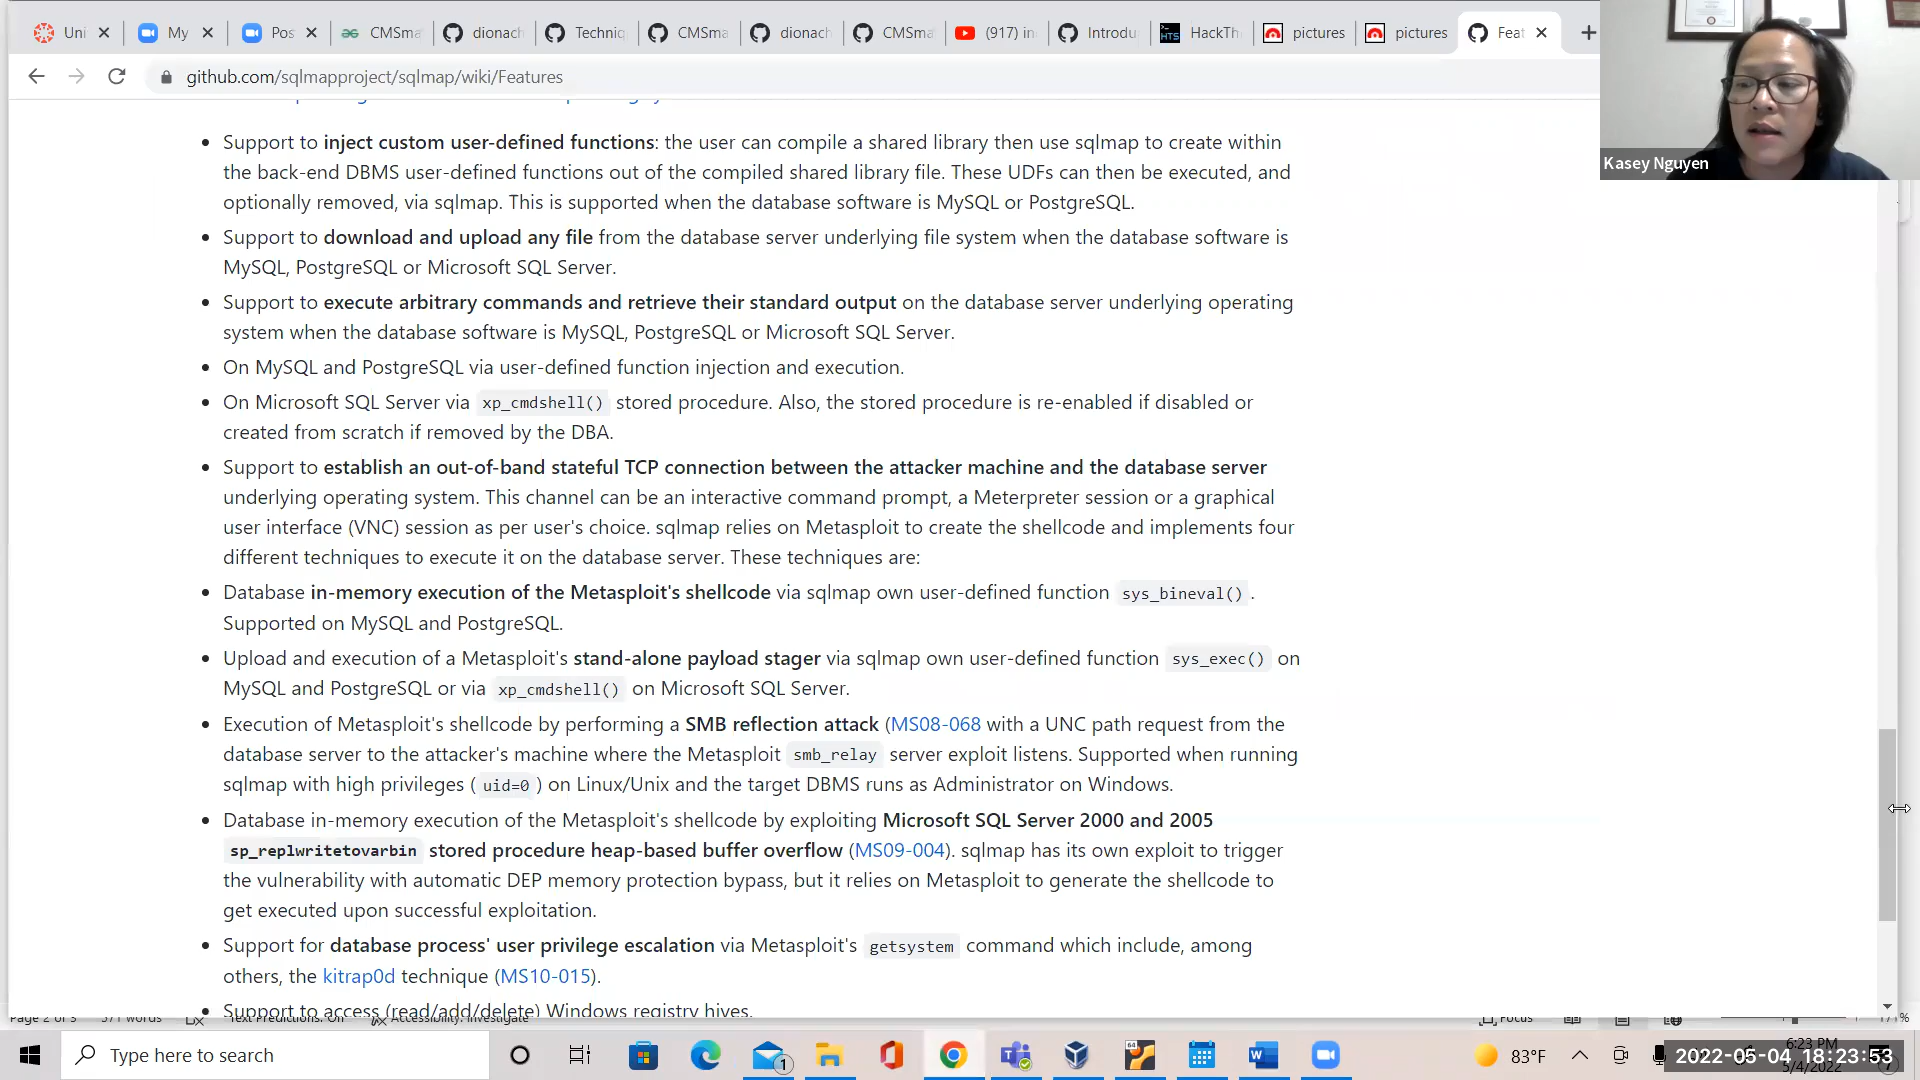 Uni
My
Pos
CMSma
dionach
Techniq
CMSma
dionach
CMSma
(917) in
Introdu
HackTh
pictures
pictures
Feat
github.com/sqlmapproject/sqlmap/wiki/Features
Kasey Nguyen
Support to inject custom user-defined functions: the user can compile a shared library then use sqlmap to create within
the back-end DBMS user-defined functions out of the compiled shared library file. These UDFs can then be executed, and
optionally removed, via sqlmap. This is supported when the database software is MySQL or PostgreSQL.
Support to download and upload any file from the database server underlying file system when the database software is
MySQL, PostgreSQL or Microsoft SQL Server.
Support to execute arbitrary commands and retrieve their standard output on the database server underlying operating
system when the database software is MySQL, PostgreSQL or Microsoft SQL Server.
On MySQL and PostgreSQL via user-defined function injection and execution.
On Microsoft SQL Server via xp_cmdshell() stored procedure. Also, the stored procedure is re-enabled if disabled or
created from scratch if removed by the DBA.
Support to establish an out-of-band stateful TCP connection between the attacker machine and the database server
underlying operating system. This channel can be an interactive command prompt, a Meterpreter session or a graphical
user interface (VNC) session as per user's choice. sqlmap relies on Metasploit to create the shellcode and implements four
different techniques to execute it on the database server. These techniques are:
Database in-memory execution of the Metasploit's shellcode via sqlmap own user-defined function sys_bineval() .
Supported on MySQL and PostgreSQL.
Upload and execution of a Metasploit's stand-alone payload stager via sqlmap own user-defined function sys_exec() on
MySQL and PostgreSQL or via xp_cmdshell() on Microsoft SQL Server.
Execution of Metasploit's shellcode by performing a SMB reflection attack (MS08-068 with a UNC path request from the
database server to the attacker's machine where the Metasploit smb_relay server exploit listens. Supported when running
sqlmap with high privileges ( uid=0 ) on Linux/Unix and the target DBMS runs as Administrator on Windows.
Database in-memory execution of the Metasploit's shellcode by exploiting Microsoft SQL Server 2000 and 2005
sp_replwritetovarbin stored procedure heap-based buffer overflow (MS09-004). sqlmap has its own exploit to trigger
the vulnerability with automatic DEP memory protection bypass, but it relies on Metasploit to generate the shellcode to
get executed upon successful exploitation.
Support for database process' user privilege escalation via Metasploit's getsystem command which include, among
others, the kitrap0d technique (MS10-015).
Support to access (read/add/delete) Windows registry hives.
Page 2 of 3 571 words Text Predictions: On Accessibility: Investigate Focus
Type here to search
1
64
83°F
6:23 PM
5/4/2022
2022-05-04 18:23:53